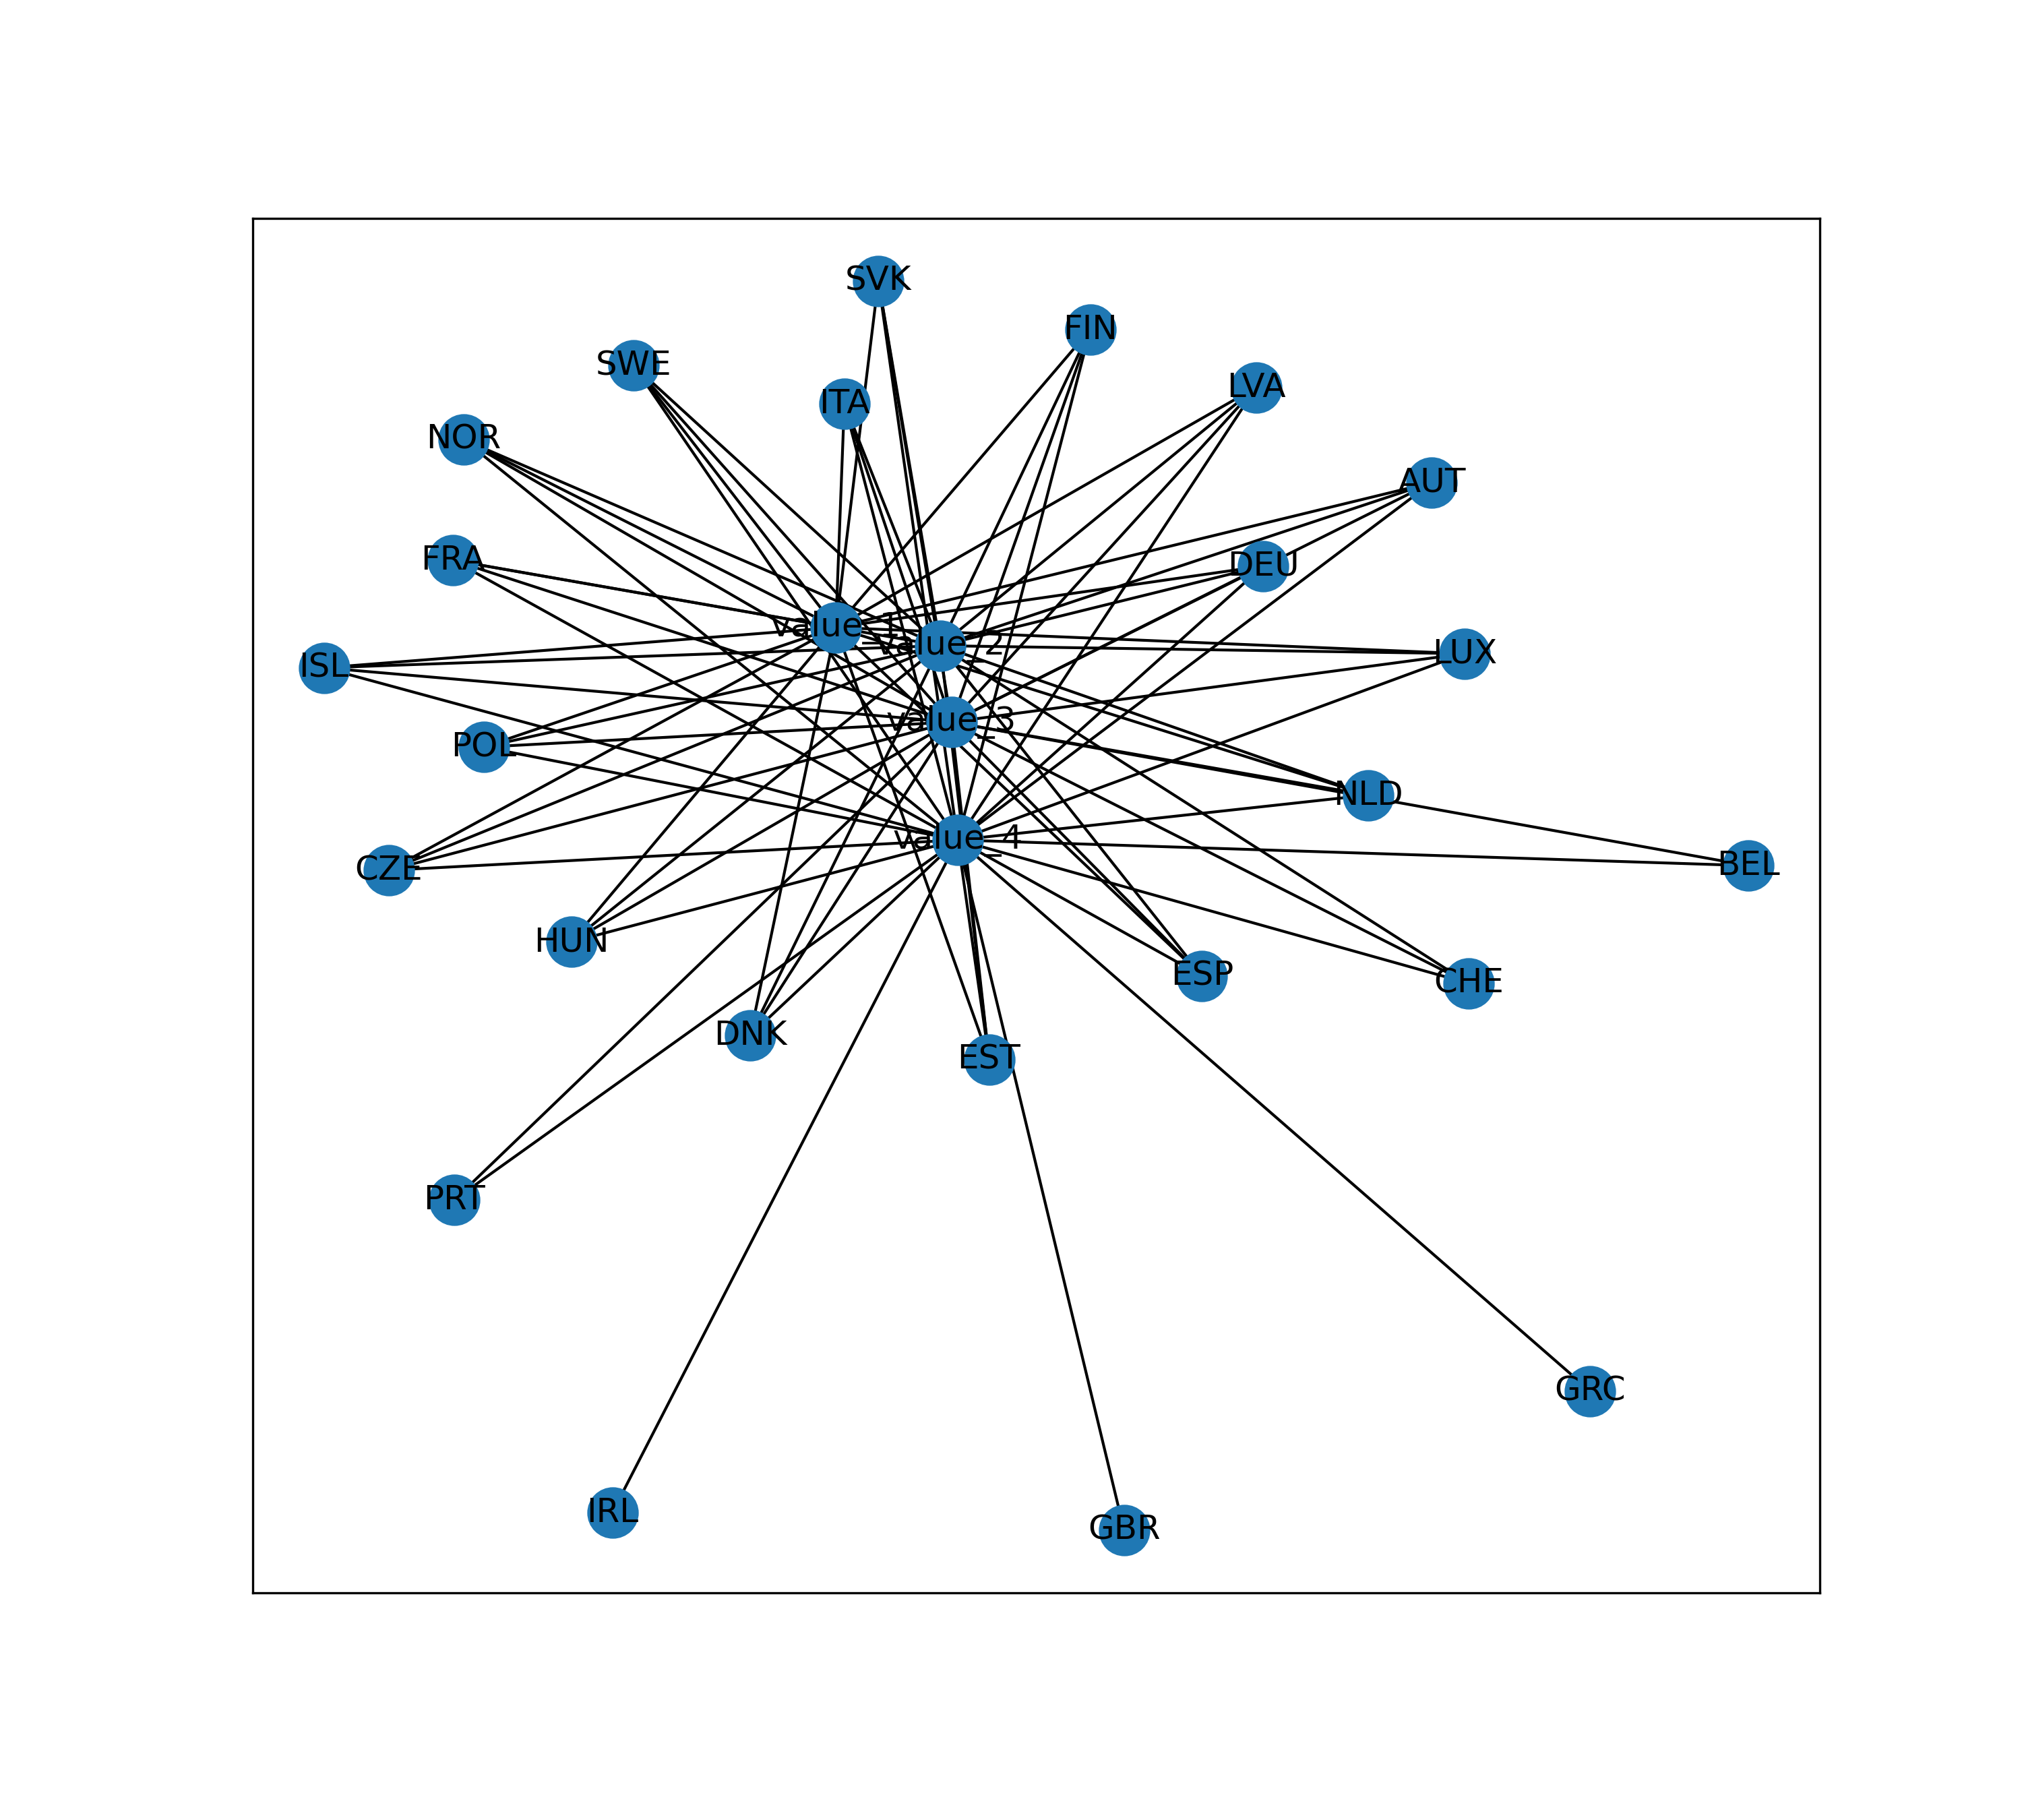 SVK
FIN
SWE
LVA
ITA
NOR
AUT
FRA
DEU
value_1
value_2
LUX
ISL
value_3
POL
NLD
value_4
BEL
CZE
HUN
ESP
CHE
DNK
EST
PRT
GRC
IRL
GBR